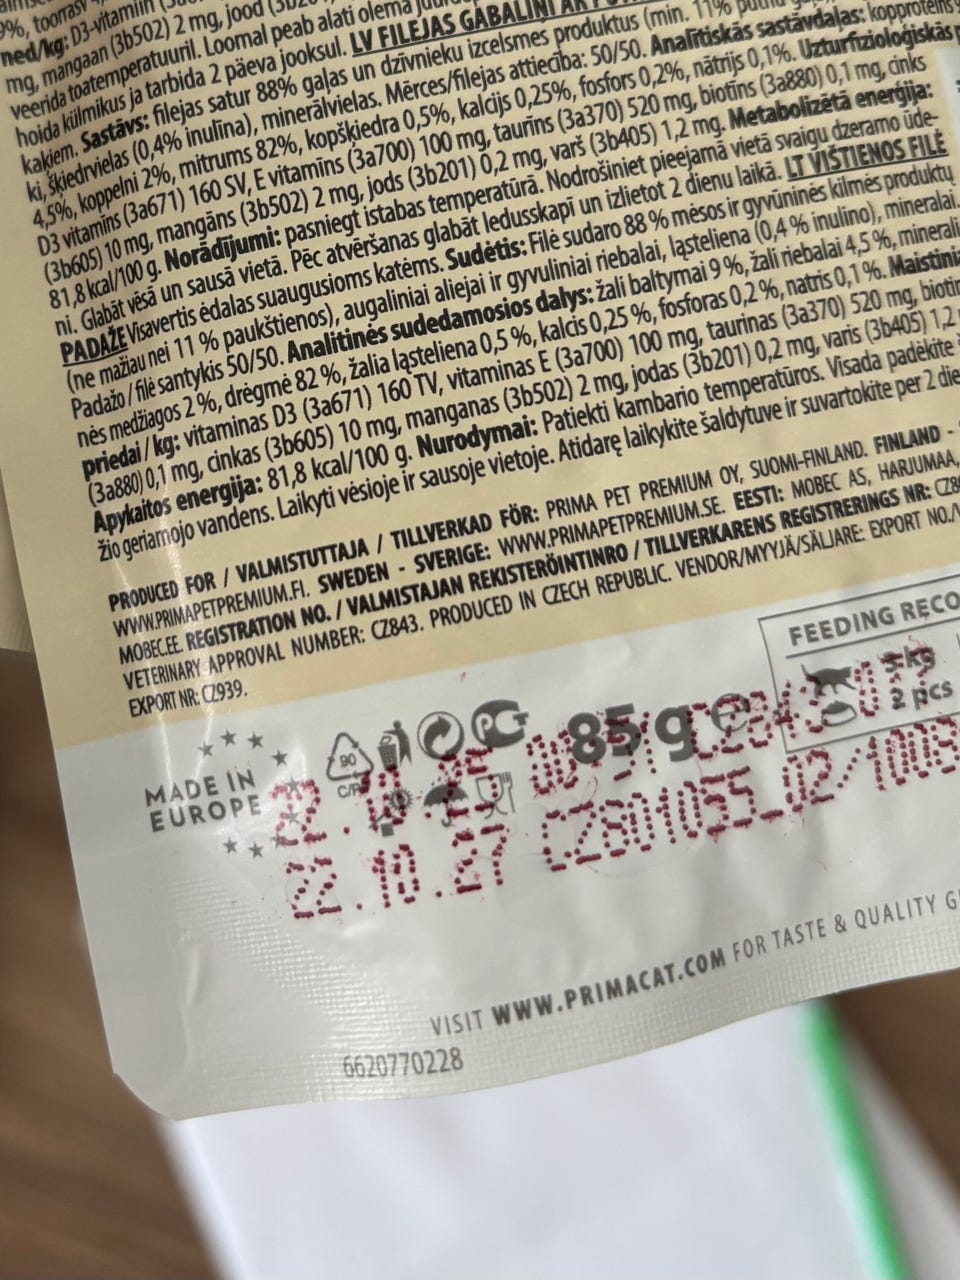 9%, toorasv
ned/kg: D3-vitamiin
mg, mangaan (3b502) 2 mg, jood
veerida toatemperatuuril. Loomal peab alati olema
hoida külmikus ja tarbida 2 päeva jooksul. LV FILEJAS GABALIŅI AR
kaķiem. Sastāvs: filejas satur 88% gaļas un dzīvnieku izcelsmes produktus (min. 11%
ki, šķiedrvielas (0,4% inulīna), minerālvielas. Mērces/filejas attiecība: 50/50. Analītiskās sastāvdaļas: kopproteīns
4,5%, koppelni 2%, mitrums 82%, kopšķiedra 0,5%, kalcijs 0,25%, fosfors 0,2%, nātrijs 0,1%. Uzturfizioloģiskās
D3 vitamīns (3a671) 160 SV, E vitamīns (3a700) 100 mg, taurīns (3a370) 520 mg, biotīns (3a880) 0,1 mg, cinks
(3b605) 10 mg, mangāns (3b502) 2 mg, jods (3b201) 0,2 mg, varš (3b405) 1,2 mg. Metabolizētā enerģija:
81,8 kcal/100 g. Norādījumi: pasniegt istabas temperatūrā. Nodrošiniet pieejamā vietā svaigu dzeramo ūde-
ni. Glabāt vēsā un sausā vietā. Pēc atvēršanas glabāt ledusskapī un izlietot 2 dienu laikā. LT VIŠTIENOS FILĖ
PADAŽE Visavertis ėdalas suaugusioms katėms. Sudėtis: Filė sudaro 88 % mėsos ir gyvūninės kilmės produktų
(ne mažiau nei 11 % paukštienos), augaliniai aliejai ir gyvuliniai riebalai, ląsteliena (0,4 % inulino), mineralai.
Padažo / filė santykis 50/50. Analitinės sudedamosios dalys: žali baltymai 9 %, žali riebalai 4,5 %, minerali
nės medžiagos 2 %, drėgmė 82 %, žalia ląsteliena 0,5 %, kalcis 0,25 %, fosforas 0,2 %, natris 0,1 %. Maistinia
priedai / kg: vitaminas D3 (3a671) 160 TV, vitaminas E (3a700) 100 mg, taurinas (3a370) 520 mg, biotin
(3a880) 0,1 mg, cinkas (3b605) 10 mg, manganas (3b502) 2 mg, jodas (3b201) 0,2 mg, varis (3b405) 1,2
Apykaitos energija: 81,8 kcal/100 g. Nurodymai: Patiekti kambario temperatūros. Visada padėkite
žio geriamojo vandens. Laikyti vėsioje ir sausoje vietoje. Atidarę laikykite šaldytuve ir suvartokite per 2 die
PRODUCED FOR / VALMISTUTTAJA / TILLVERKAD FÖR: PRIMA PET PREMIUM OY, SUOMI-FINLAND. FINLAND -
WWW.PRIMAPETPREMIUM.FI. SWEDEN - SVERIGE: WWW.PRIMAPETPREMIUM.SE. EESTI: MOBEC AS, HARJUMAA,
MOBEC.EE. REGISTRATION NO. / VALMISTAJAN REKISTERÖINTINRO / TILLVERKARENS REGISTRERINGS NR:
VETERINARY APPROVAL NUMBER: CZ843. PRODUCED IN CZECH REPUBLIC. VENDOR/MYYJÄ/SÄLJARE: EXPORT NO./
EXPORT NR: CZ939.
FEEDING RECO
5 kg
2 pcs
MADE IN
EUROPE
90
C/P
85 g e
22.10.25
22.10.27 CZ801055_02/1008
VISIT WWW.PRIMACAT.COM FOR TASTE & QUALITY G
6620770228